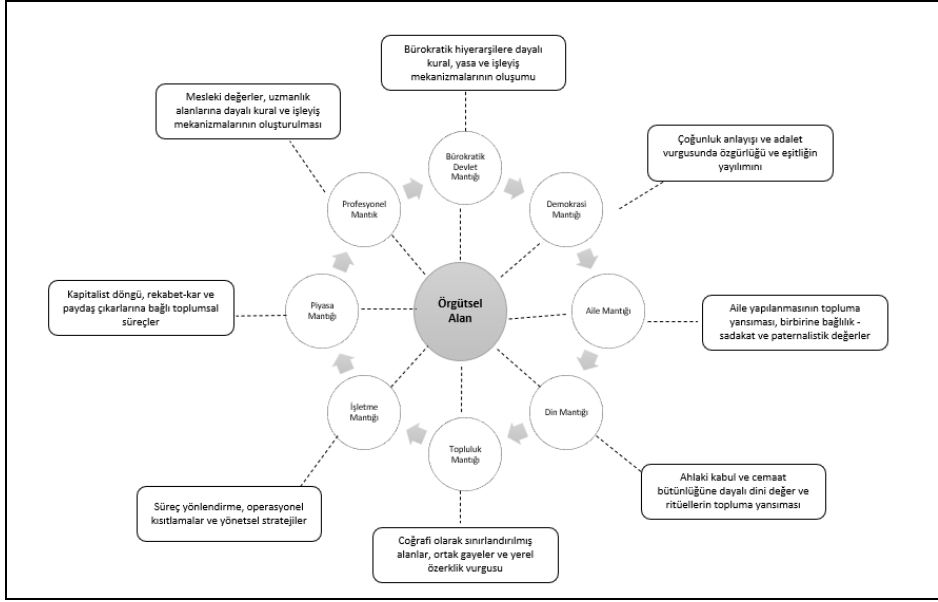 Bürokratik hiyerarşilere dayalı
kural, yasa ve işleyiş
mekanizmalarının oluşumu
Mesleki değerler, uzmanlık
alanlarına dayalı kural ve işleyiş
mekanizmalarının oluşturulması
Çoğunluk anlayışı ve adalet
vurgusunda özgürlüğü ve eşitliğin
yayılımını
Bürokratik
Devlet
Mantığı
Profesyonel
Mantık
Demokrasi
Mantığı
Kapitalist döngü, rekabet-kar ve
paydaş çıkarlarına bağlı toplumsal
süreçler
Piyasa
Mantığı
Örgütsel
Alan
Aile Mantığı
Aile yapılanmasının topluma
yansıması, birbirine bağlılık -
sadakat ve paternalistik değerler
İşletme
Mantığı
Din Mantığı
Topluluk
Mantığı
Süreç yönlendirme, operasyonel
kısıtlamalar ve yönetsel stratejiler
Ahlaki kabul ve cemaat
bütünlüğüne dayalı dini değer ve
ritüellerin topluma yansıması
Coğrafi olarak sınırlandırılmış
alanlar, ortak gayeler ve yerel
özerklik vurgusu